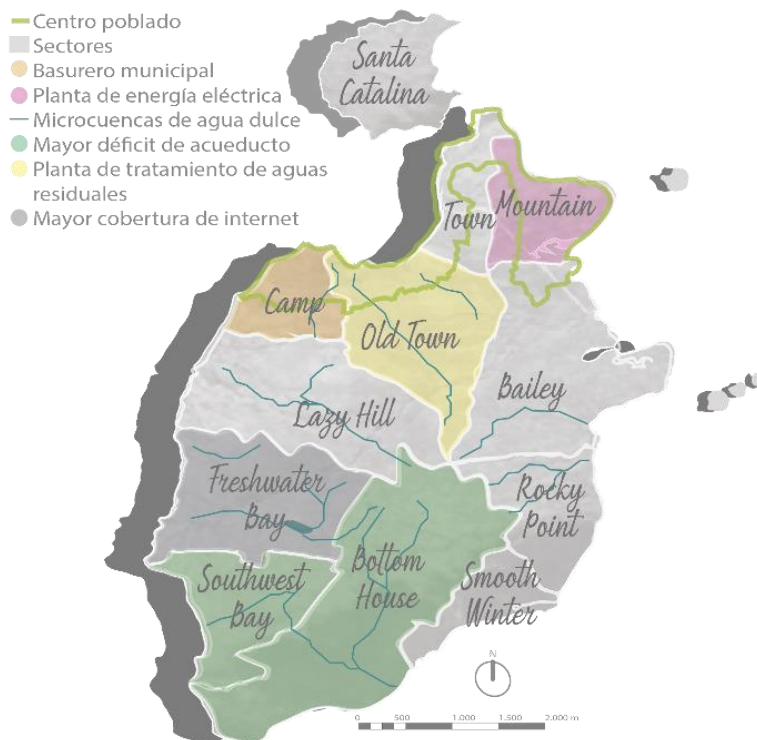 Centro poblado
Sectores
Basurero municipal
Planta de energía eléctrica
Microcuencas de agua dulce
Mayor déficit de acueducto
Planta de tratamiento de aguas
residuales
Mayor cobertura de internet
Santa
Catalina
Town
Mountain
Camp
Old Town
Bailey
Lazy Hill
Freshwater
Bay
Rocky
Point
Southwest
Bay
Bottom
House
Smooth
Winter
N
0 500 1.000 1.500 2.000 m